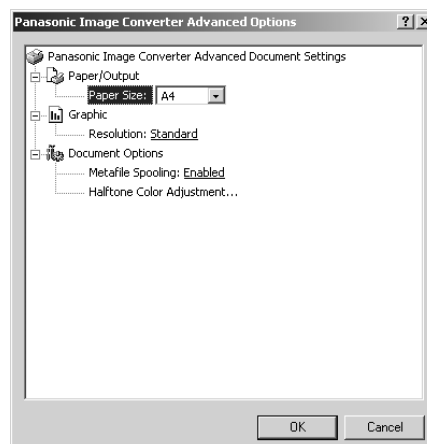 Panasonic Image Converter Advanced Options
Panasonic Image Converter Advanced Document Settings
Paper/Output
Paper Size: A4
Graphic
Resolution: Standard
Document Options
Metafile Spooling: Enabled
Halftone Color Adjustment...
OK Cancel